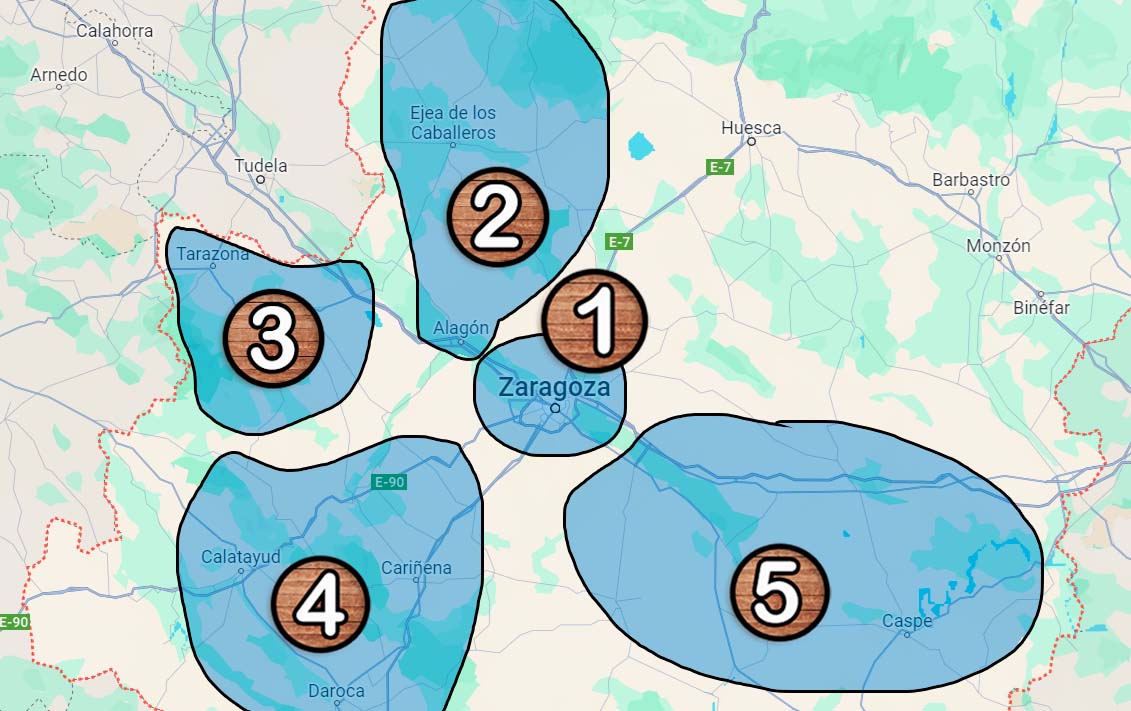 Calahorra
Arnedo
Ejea de los
Caballeros
Huesca
Tudela
E-7
Barbastro
2
E-7
Monzón
Tarazona
1
Binéfar
Alagón
3
Zaragoza
E-90
Calatayud
Cariñena
4
5
E-90
Caspe
Daroca